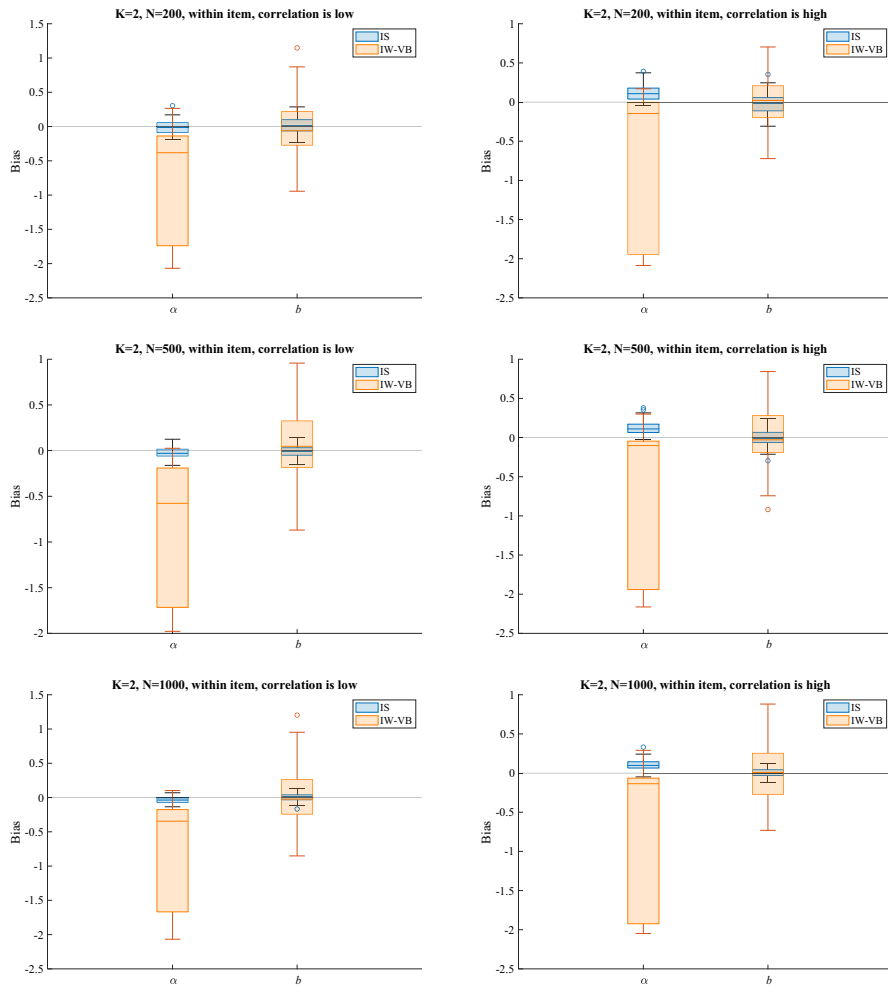 K=2, N=200, within item, correlation is low
1.5
1
0.5
0
-0.5
-1
-1.5
-2
-2.5
Bias
α
b
IS
IW-VB
K=2, N=200, within item, correlation is high
1
0.5
0
-0.5
-1
-1.5
-2
-2.5
Bias
α
b
IS
IW-VB
K=2, N=500, within item, correlation is low
1
0.5
0
-0.5
-1
-1.5
-2
Bias
α
b
IS
IW-VB
K=2, N=500, within item, correlation is high
1
0.5
0
-0.5
-1
-1.5
-2
-2.5
Bias
α
b
IS
IW-VB
K=2, N=1000, within item, correlation is low
1.5
1
0.5
0
-0.5
-1
-1.5
-2
-2.5
Bias
α
b
IS
IW-VB
K=2, N=1000, within item, correlation is high
1
0.5
0
-0.5
-1
-1.5
-2
-2.5
Bias
α
b
IS
IW-VB